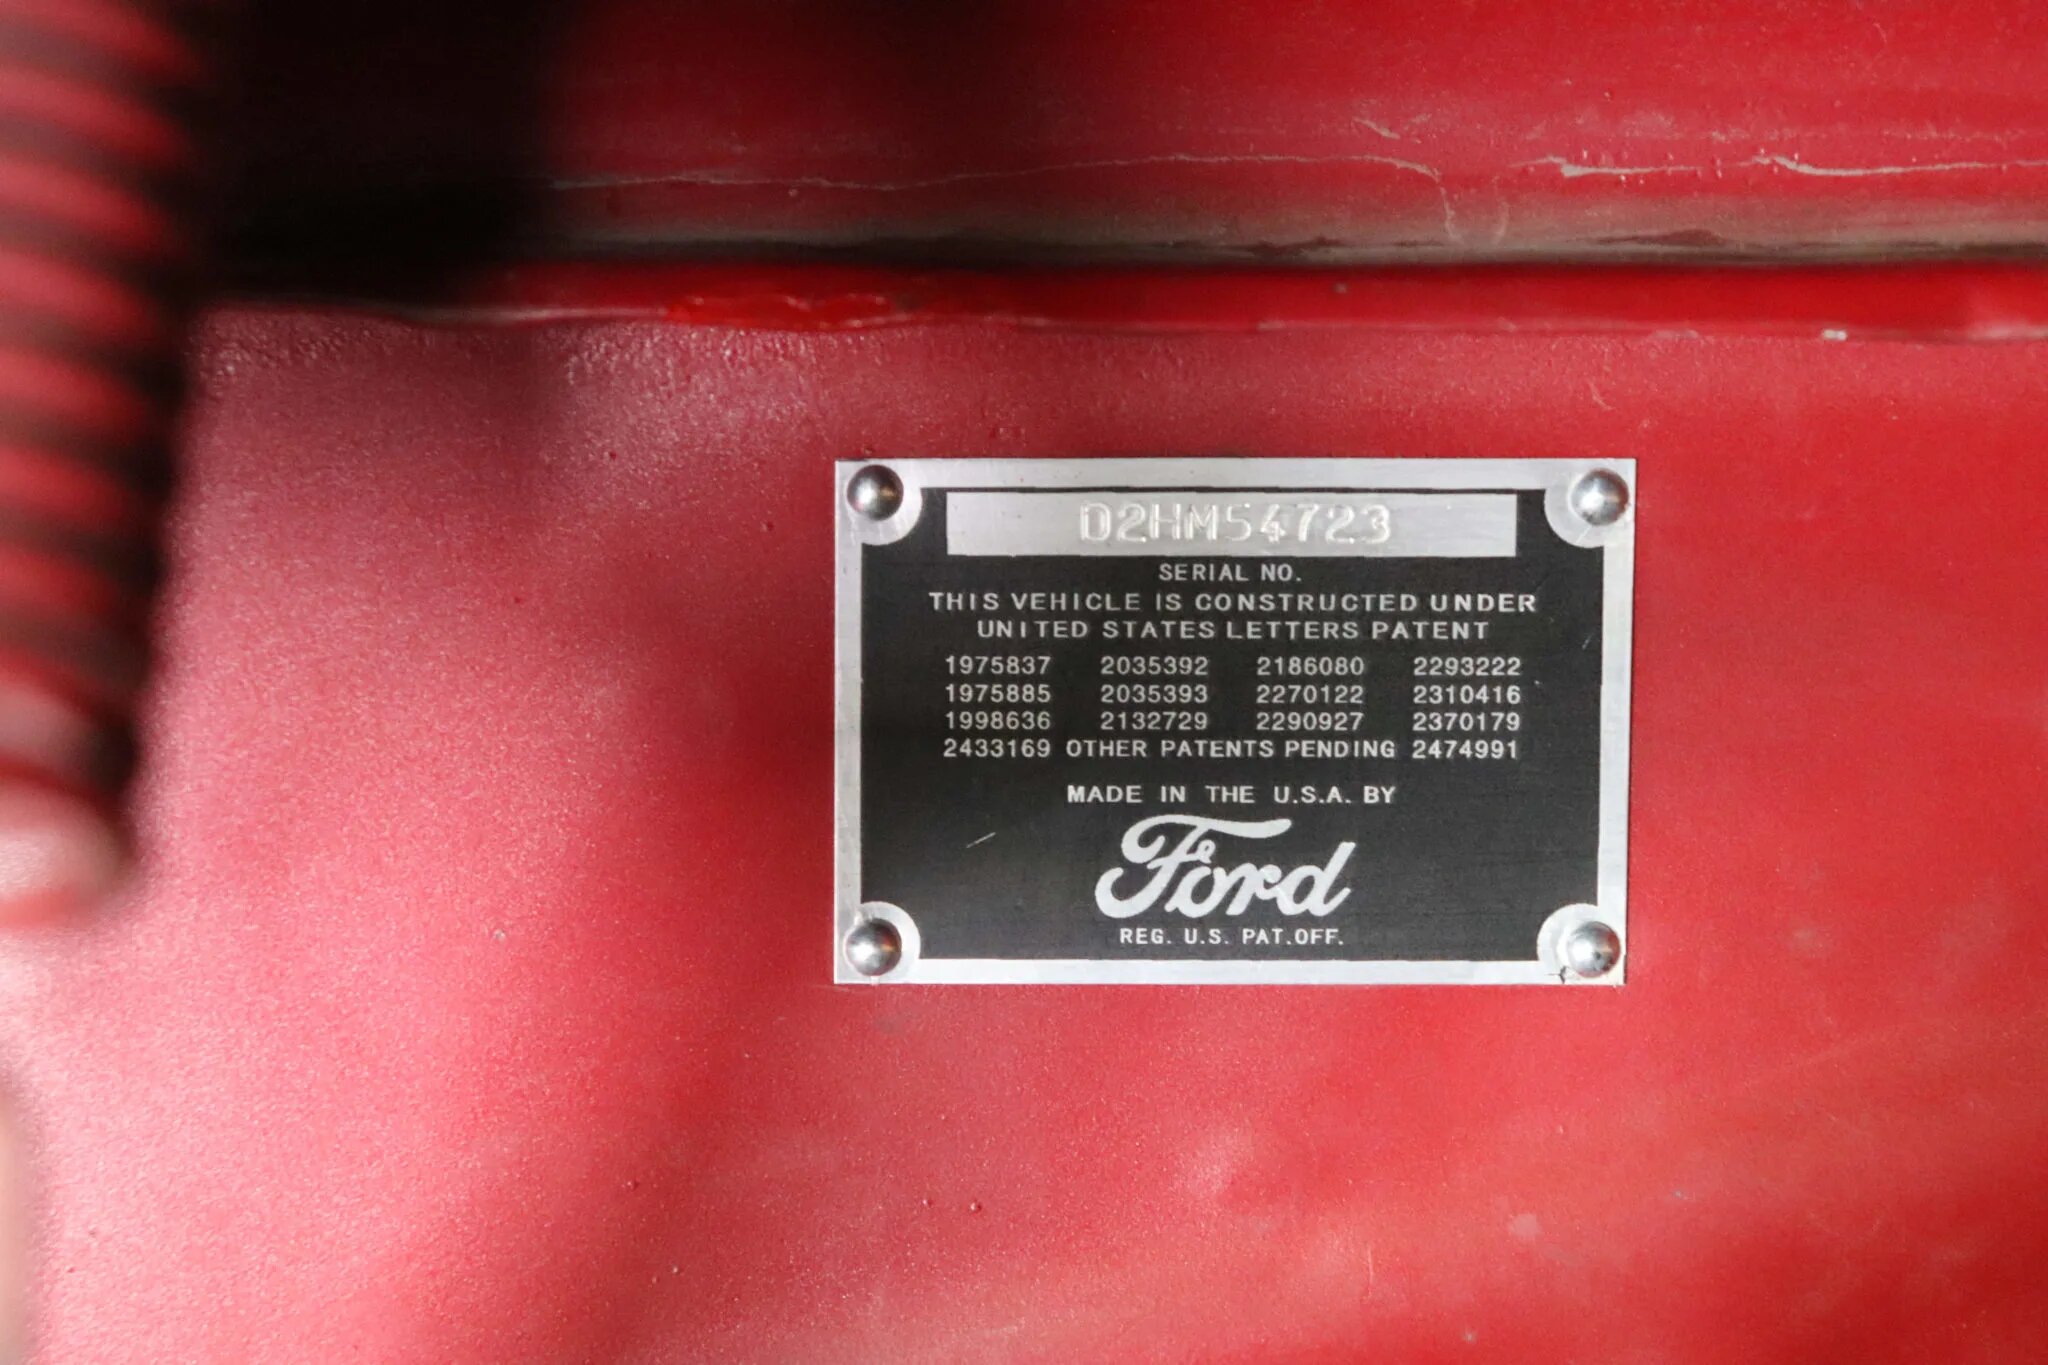 D2HM54723
SERIAL NO.
THIS VEHICLE IS CONSTRUCTED UNDER
UNITED STATES LETTERS PATENT
1975837 2035392 2186080 2293222
1975885 2035393 2270122 2310416
1998636 2132729 2290927 2370179
2433169 OTHER PATENTS PENDING 2474991
MADE IN THE U.S.A. BY
Ford
REG. U.S. PAT. OFF.